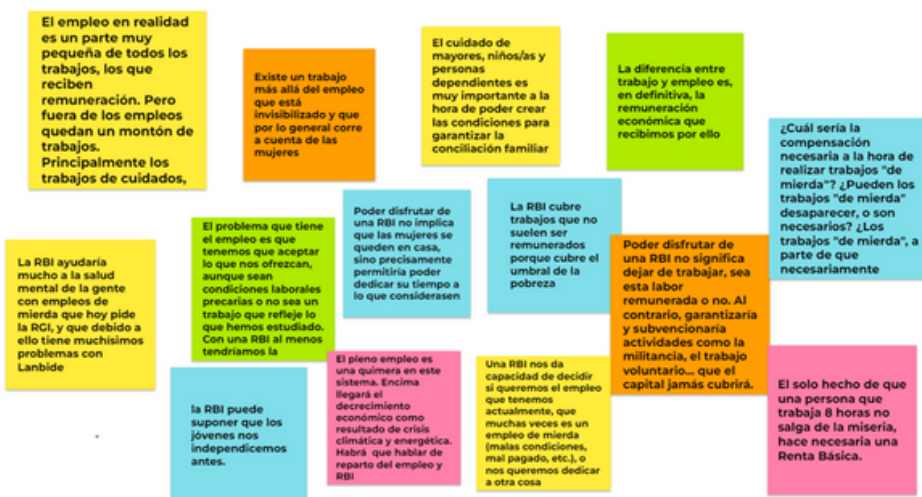 El empleo en realidad
es un parte muy
pequeña de todos los
trabajos, los que
reciben
remuneración. Pero
fuera de los empleos
quedan un montón de
trabajos.
Principalmente los
trabajos de cuidados,
Existe un trabajo
más allá del empleo
que está
invisibilizado y que
por lo general corre
a cuenta de las
mujeres
El cuidado de
mayores, niños/as y
personas
dependientes es
muy importante a la
hora de poder crear
las condiciones para
garantizar la
conciliación familiar
La diferencia entre
trabajo y empleo es,
en definitiva, la
remuneración
económica que
recibimos por ello
¿Cuál sería la
compensación
necesaria a la hora de
realizar trabajos "de
mierda"? ¿Pueden los
trabajos "de mierda"
desaparecer, o son
necesarios? ¿Los
trabajos "de mierda", a
parte de que
necesariamente
La RBI ayudaría
mucho a la salud
mental de la gente
con empleos de
mierda que hoy pide
la RGI, y que debido a
ello tiene muchísimos
problemas con
Lanbide
El problema que tiene
el empleo es que
tenemos que aceptar
lo que nos ofrezcan,
aunque sean
condiciones laborales
precarias o no sea un
trabajo que refleje lo
que hemos estudiado.
Con una RBI al menos
tendríamos la
Poder disfrutar de
una RBI no implica
que las mujeres se
queden en casa,
sino precisamente
permitiría poder
dedicar su tiempo a
lo que considerasen
La RBI cubre
trabajos que no
suelen ser
remunerados
porque cubre el
umbral de la
pobreza
Poder disfrutar de
una RBI no significa
dejar de trabajar, sea
esta labor
remunerada o no. Al
contrario, garantizaría
y subvencionaría
actividades como la
militancia, el trabajo
voluntario... que el
capital jamás cubrirá.
la RBI puede
suponer que los
jóvenes nos
independicemos
antes.
El pleno empleo es
una quimera en este
sistema. Encima
llegará el
decrecimiento
económico como
resultado de crisis
climática y energética.
Habrá que hablar de
reparto del empleo y
RBI
Una RBI nos da
capacidad de decidir
si queremos el empleo
que tenemos
actualmente, que
muchas veces es un
empleo de mierda
(malas condiciones,
mal pagado, etc.), o
nos queremos dedicar
a otra cosa
El solo hecho de que
una persona que
trabaja 8 horas no
salga de la miseria,
hace necesaria una
Renta Básica.